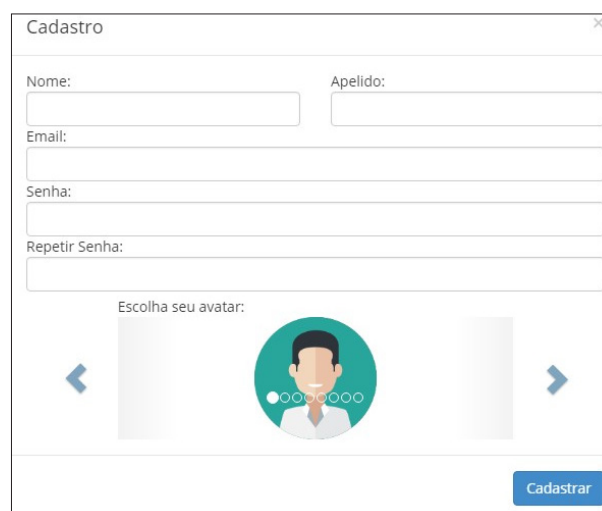 Cadastro ×
Nome: Apelido:
Email:
Senha:
Repetir Senha:
Escolha seu avatar:
Cadastrar